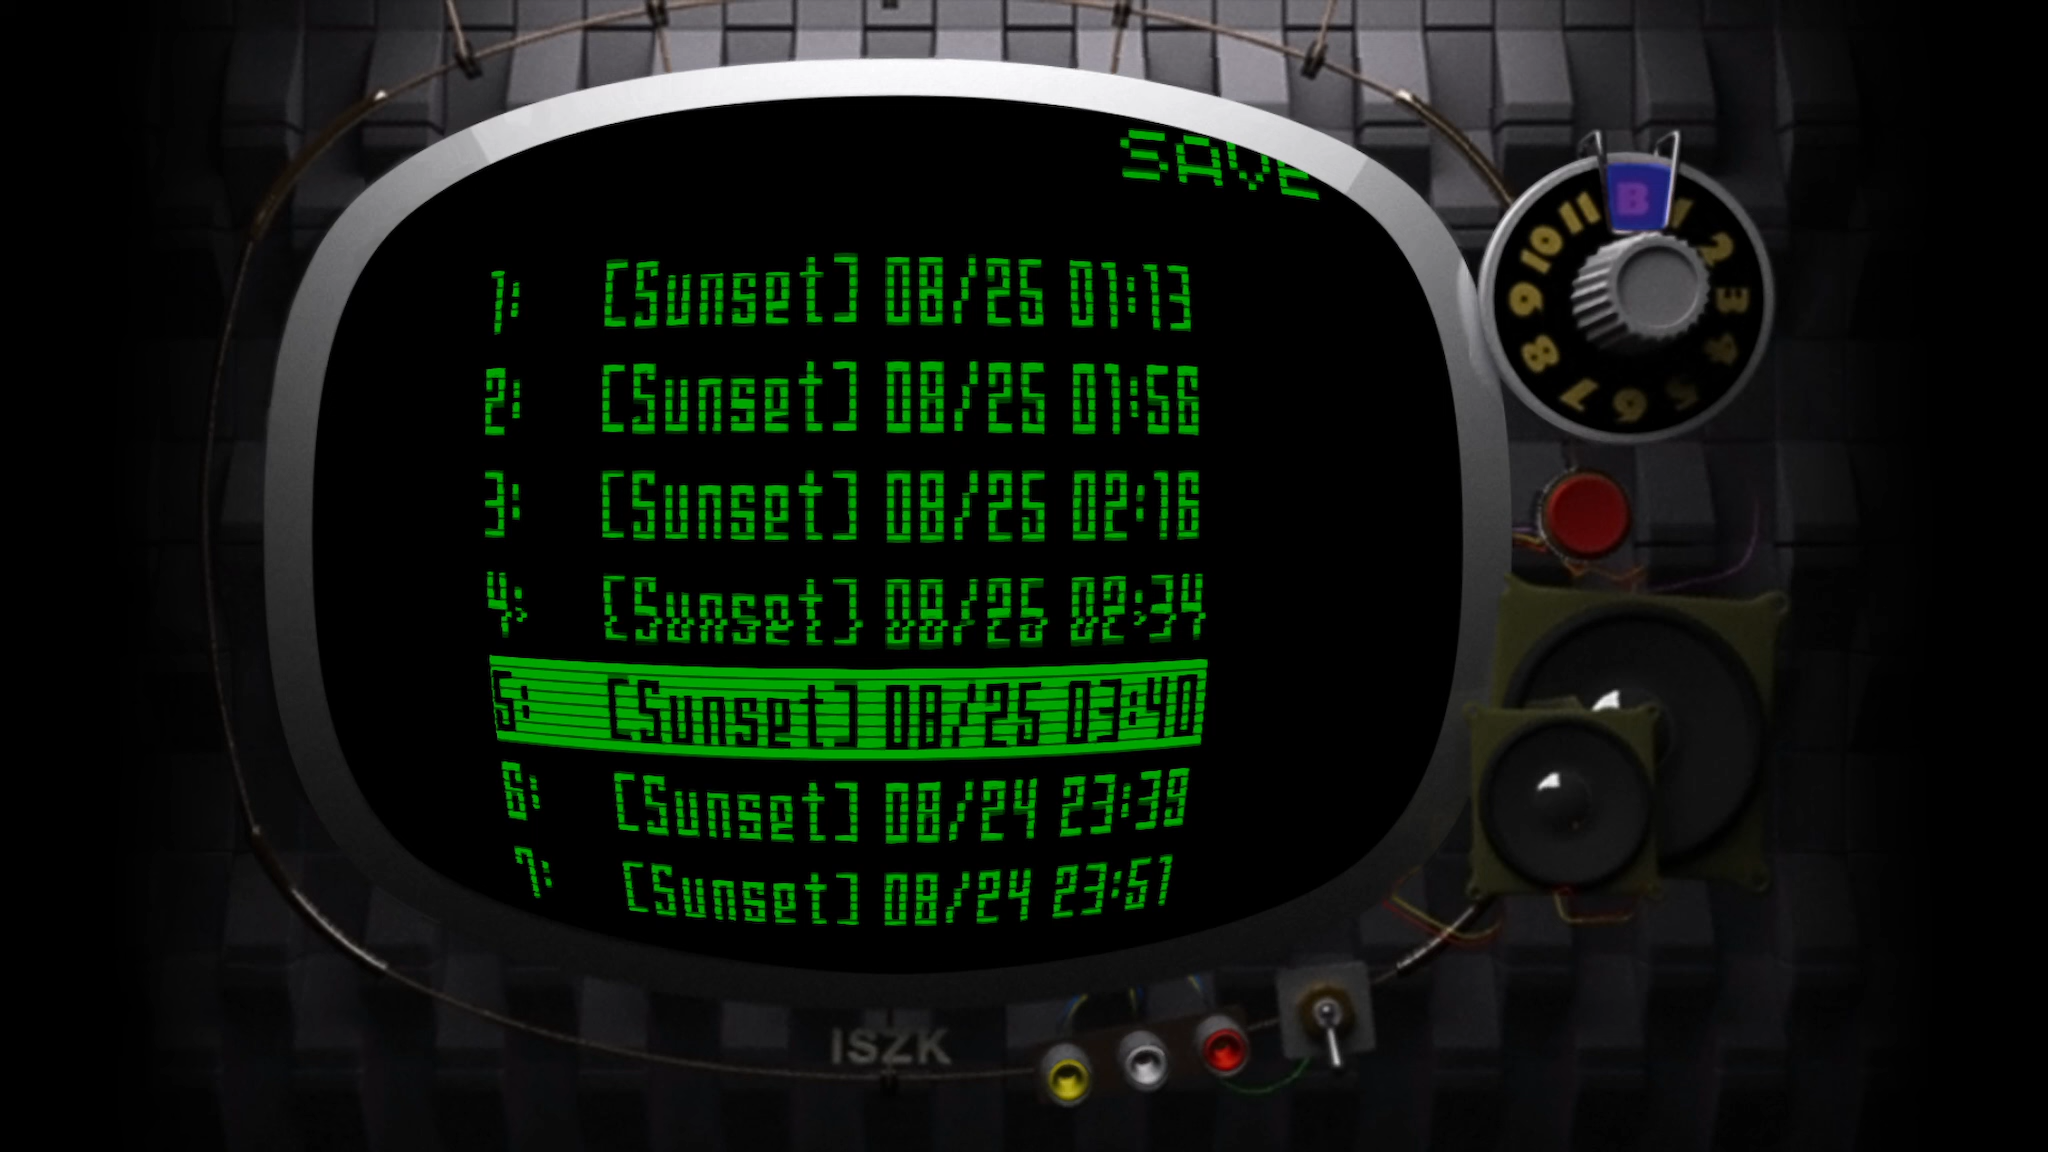 SAVE
1: [Sunset] 08/25 01:13
2: [Sunset] 08/25 01:56
3: [Sunset] 08/25 02:16
4: [Sunset] 08/25 02:34
5: [Sunset] 08/25 03:40
6: [Sunset] 08/24 23:39
7: [Sunset] 08/24 23:57
B 1 2 3 4 5 6 7 8 9 10 11
ISZK